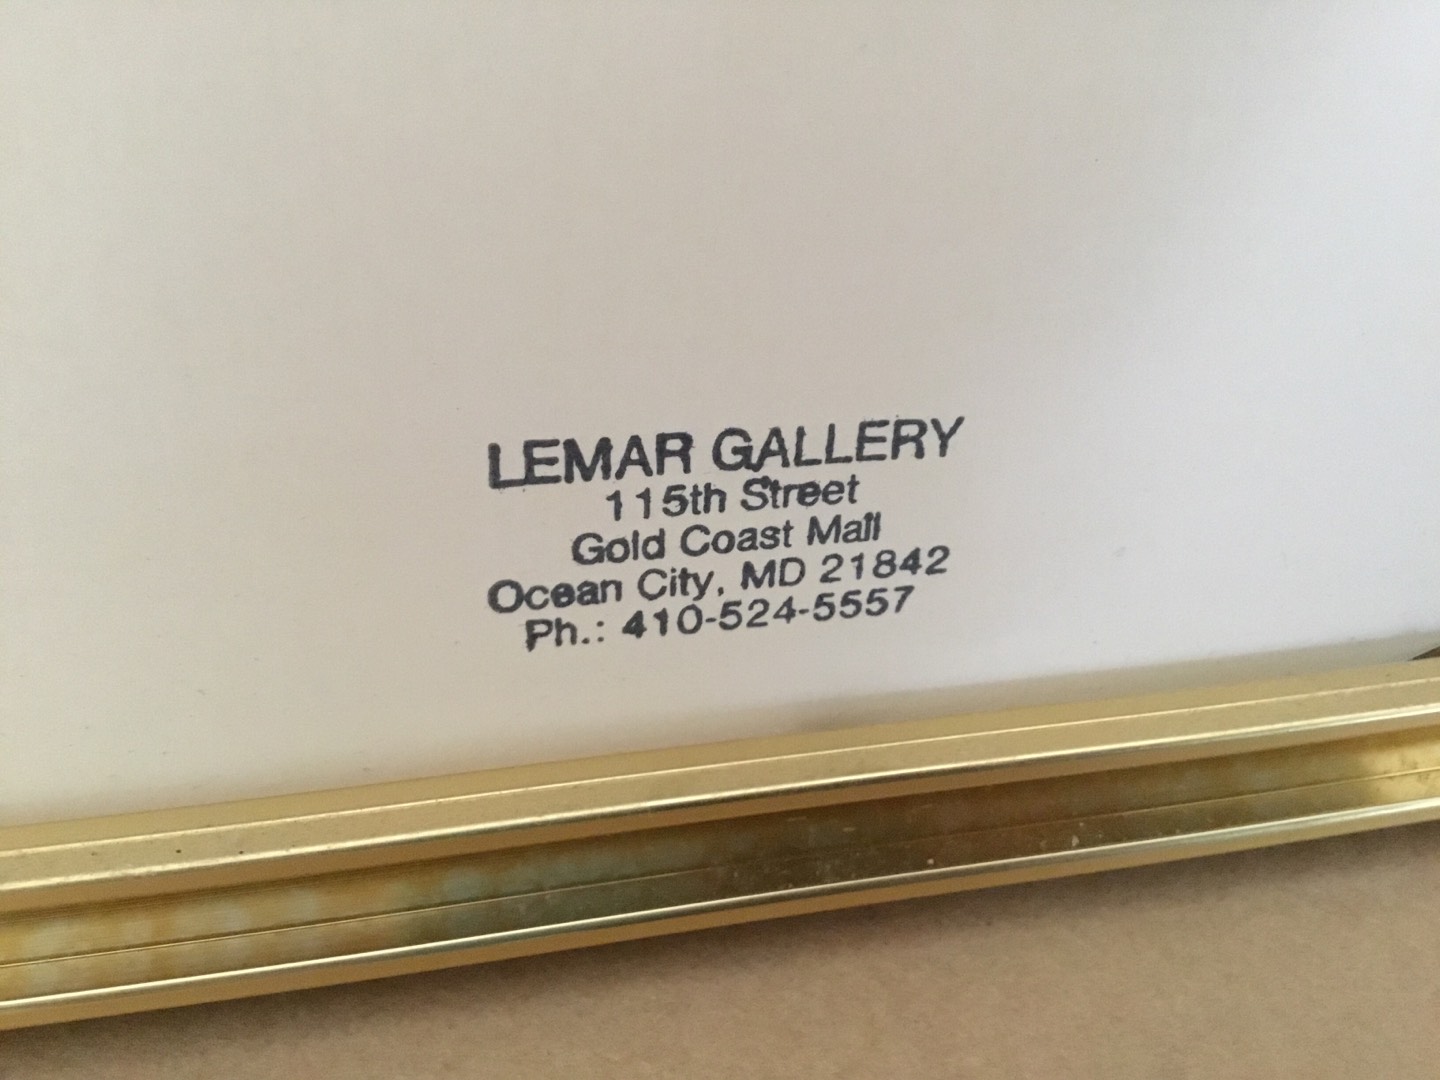 LEMAR GALLERY
115th Street
Gold Coast Mall
Ocean City, MD 21842
Ph.: 410-524-5557